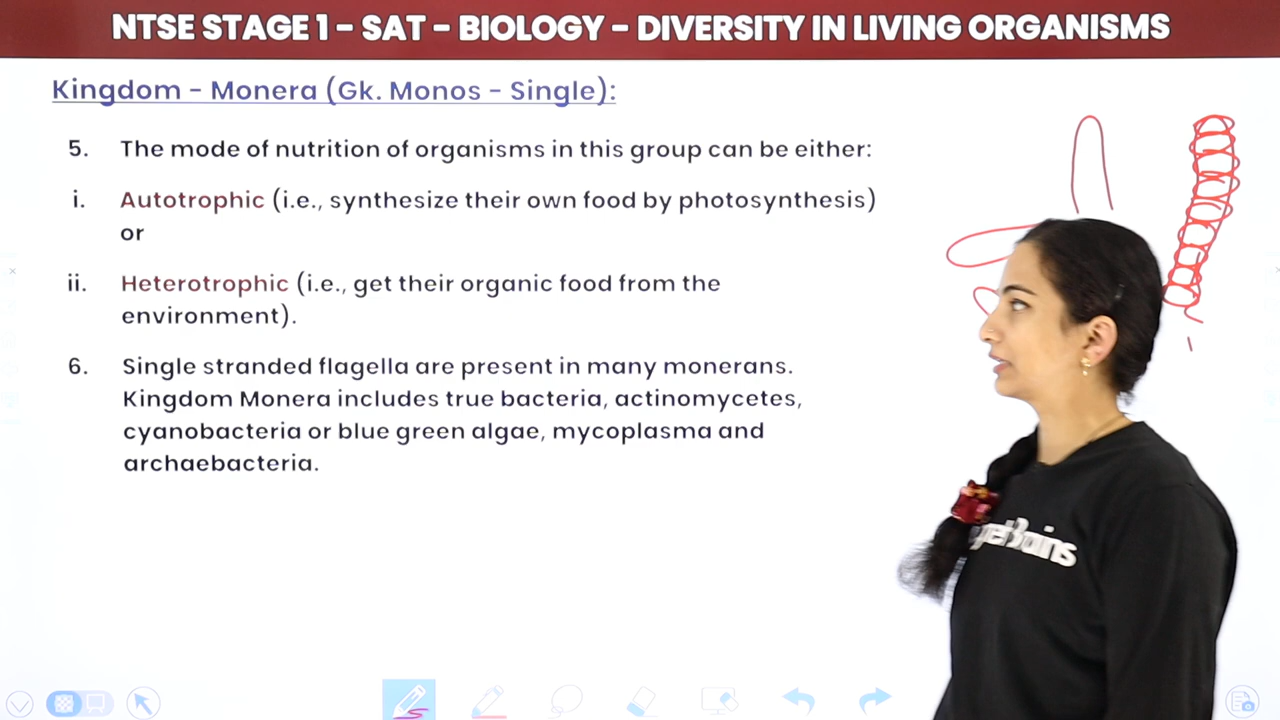 NTSE STAGE 1 – SAT – BIOLOGY – DIVERSITY IN LIVING ORGANISMS
Kingdom – Monera (Gk. Monos – Single):
5. The mode of nutrition of organisms in this group can be either:
i. Autotrophic (i.e., synthesize their own food by photosynthesis)
or
ii. Heterotrophic (i.e., get their organic food from the
environment).
6. Single stranded flagella are present in many monerans.
Kingdom Monera includes true bacteria, actinomycetes,
cyanobacteria or blue green algae, mycoplasma and
archaebacteria.